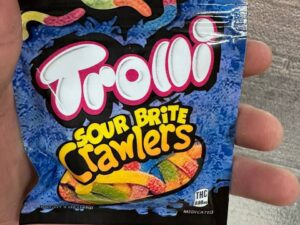 Trolli
SOUR BRITE
Crawlers
THC
MEDICATED